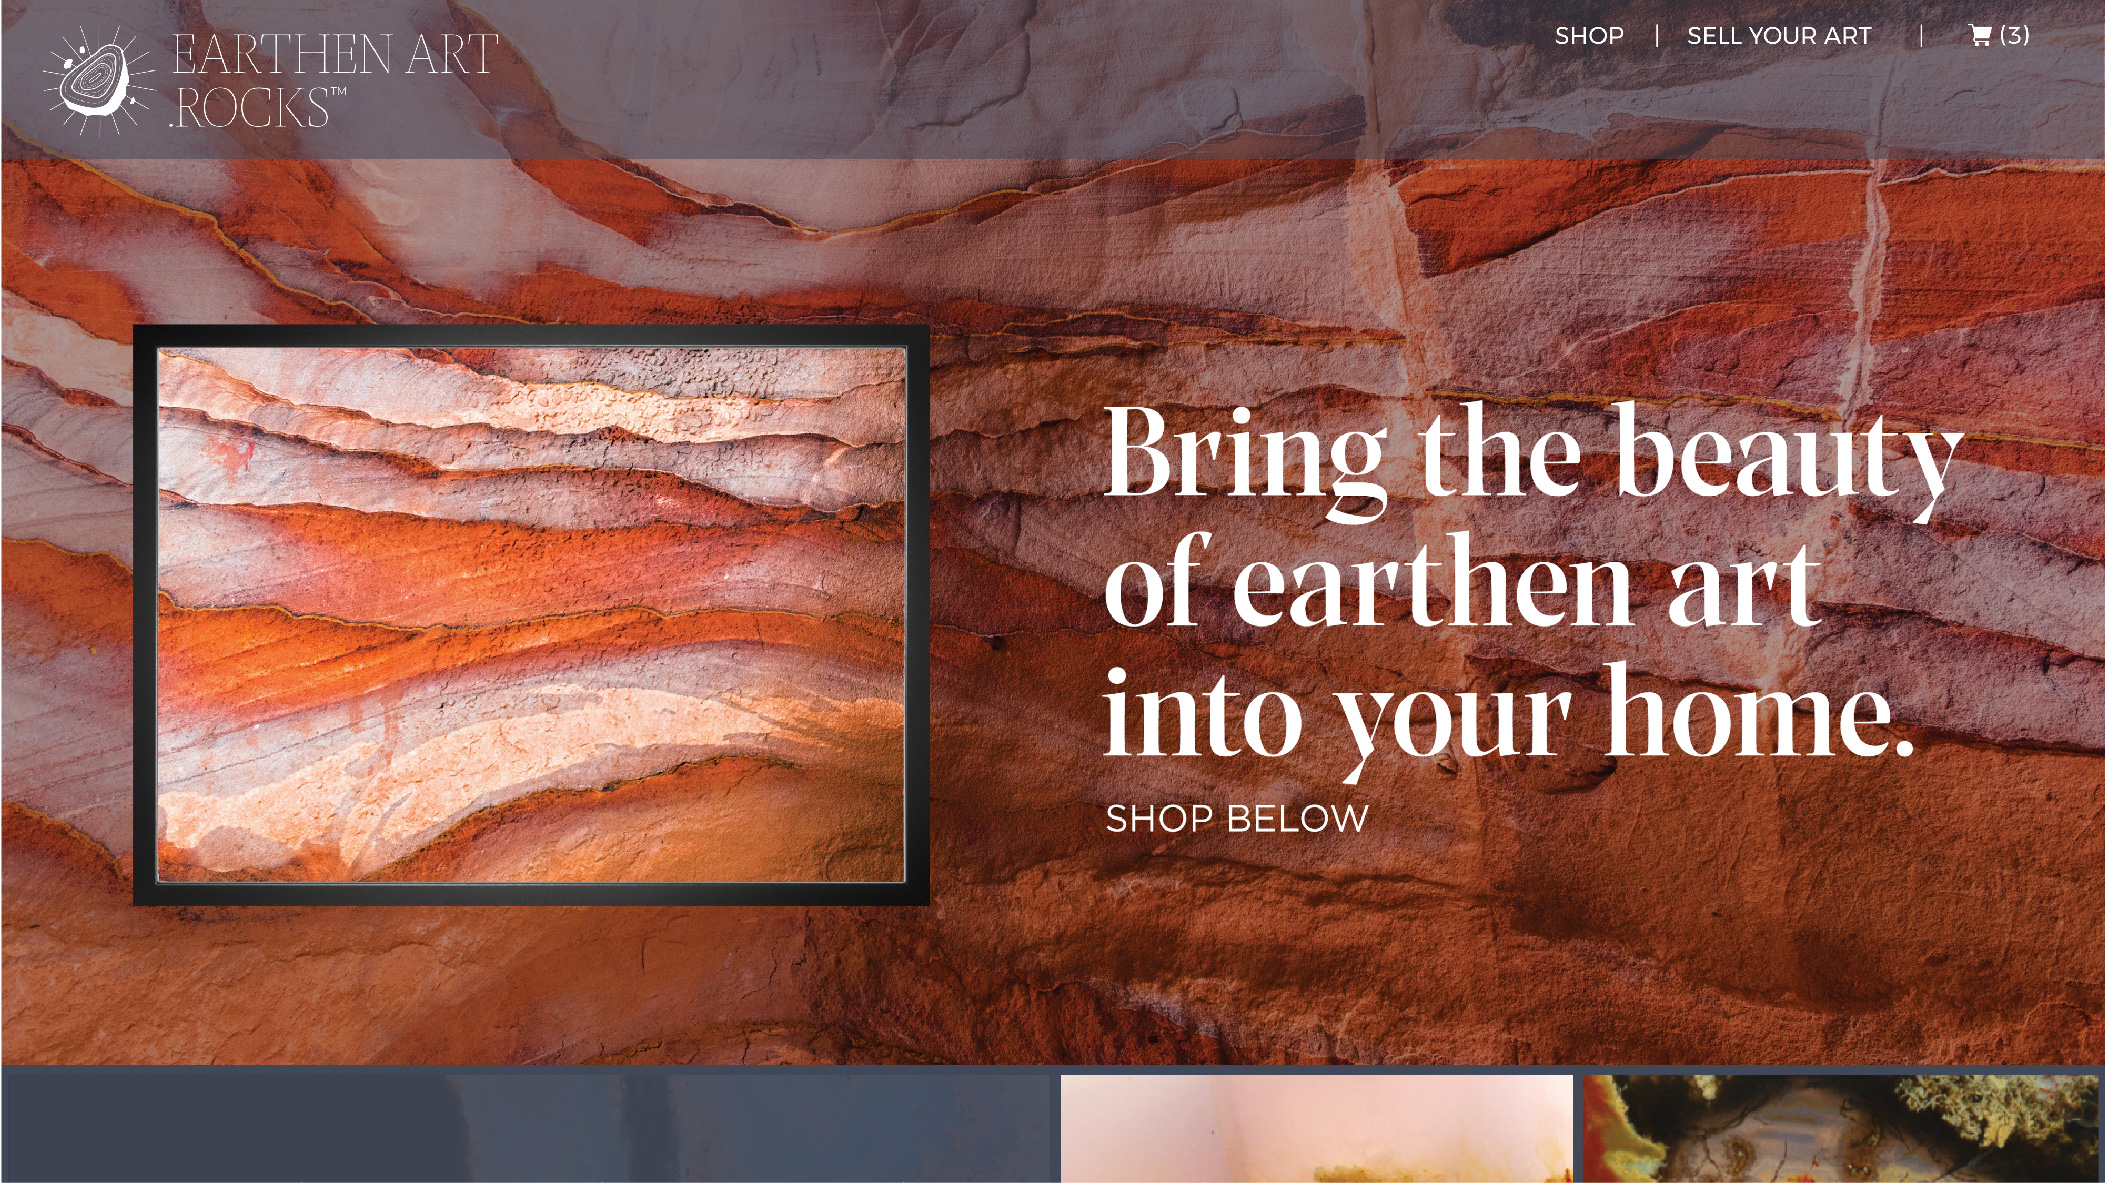 EARTHEN ART
.ROCKS™
SHOP | SELL YOUR ART | (3)
Bring the beauty
of earthen art
into your home.
SHOP BELOW